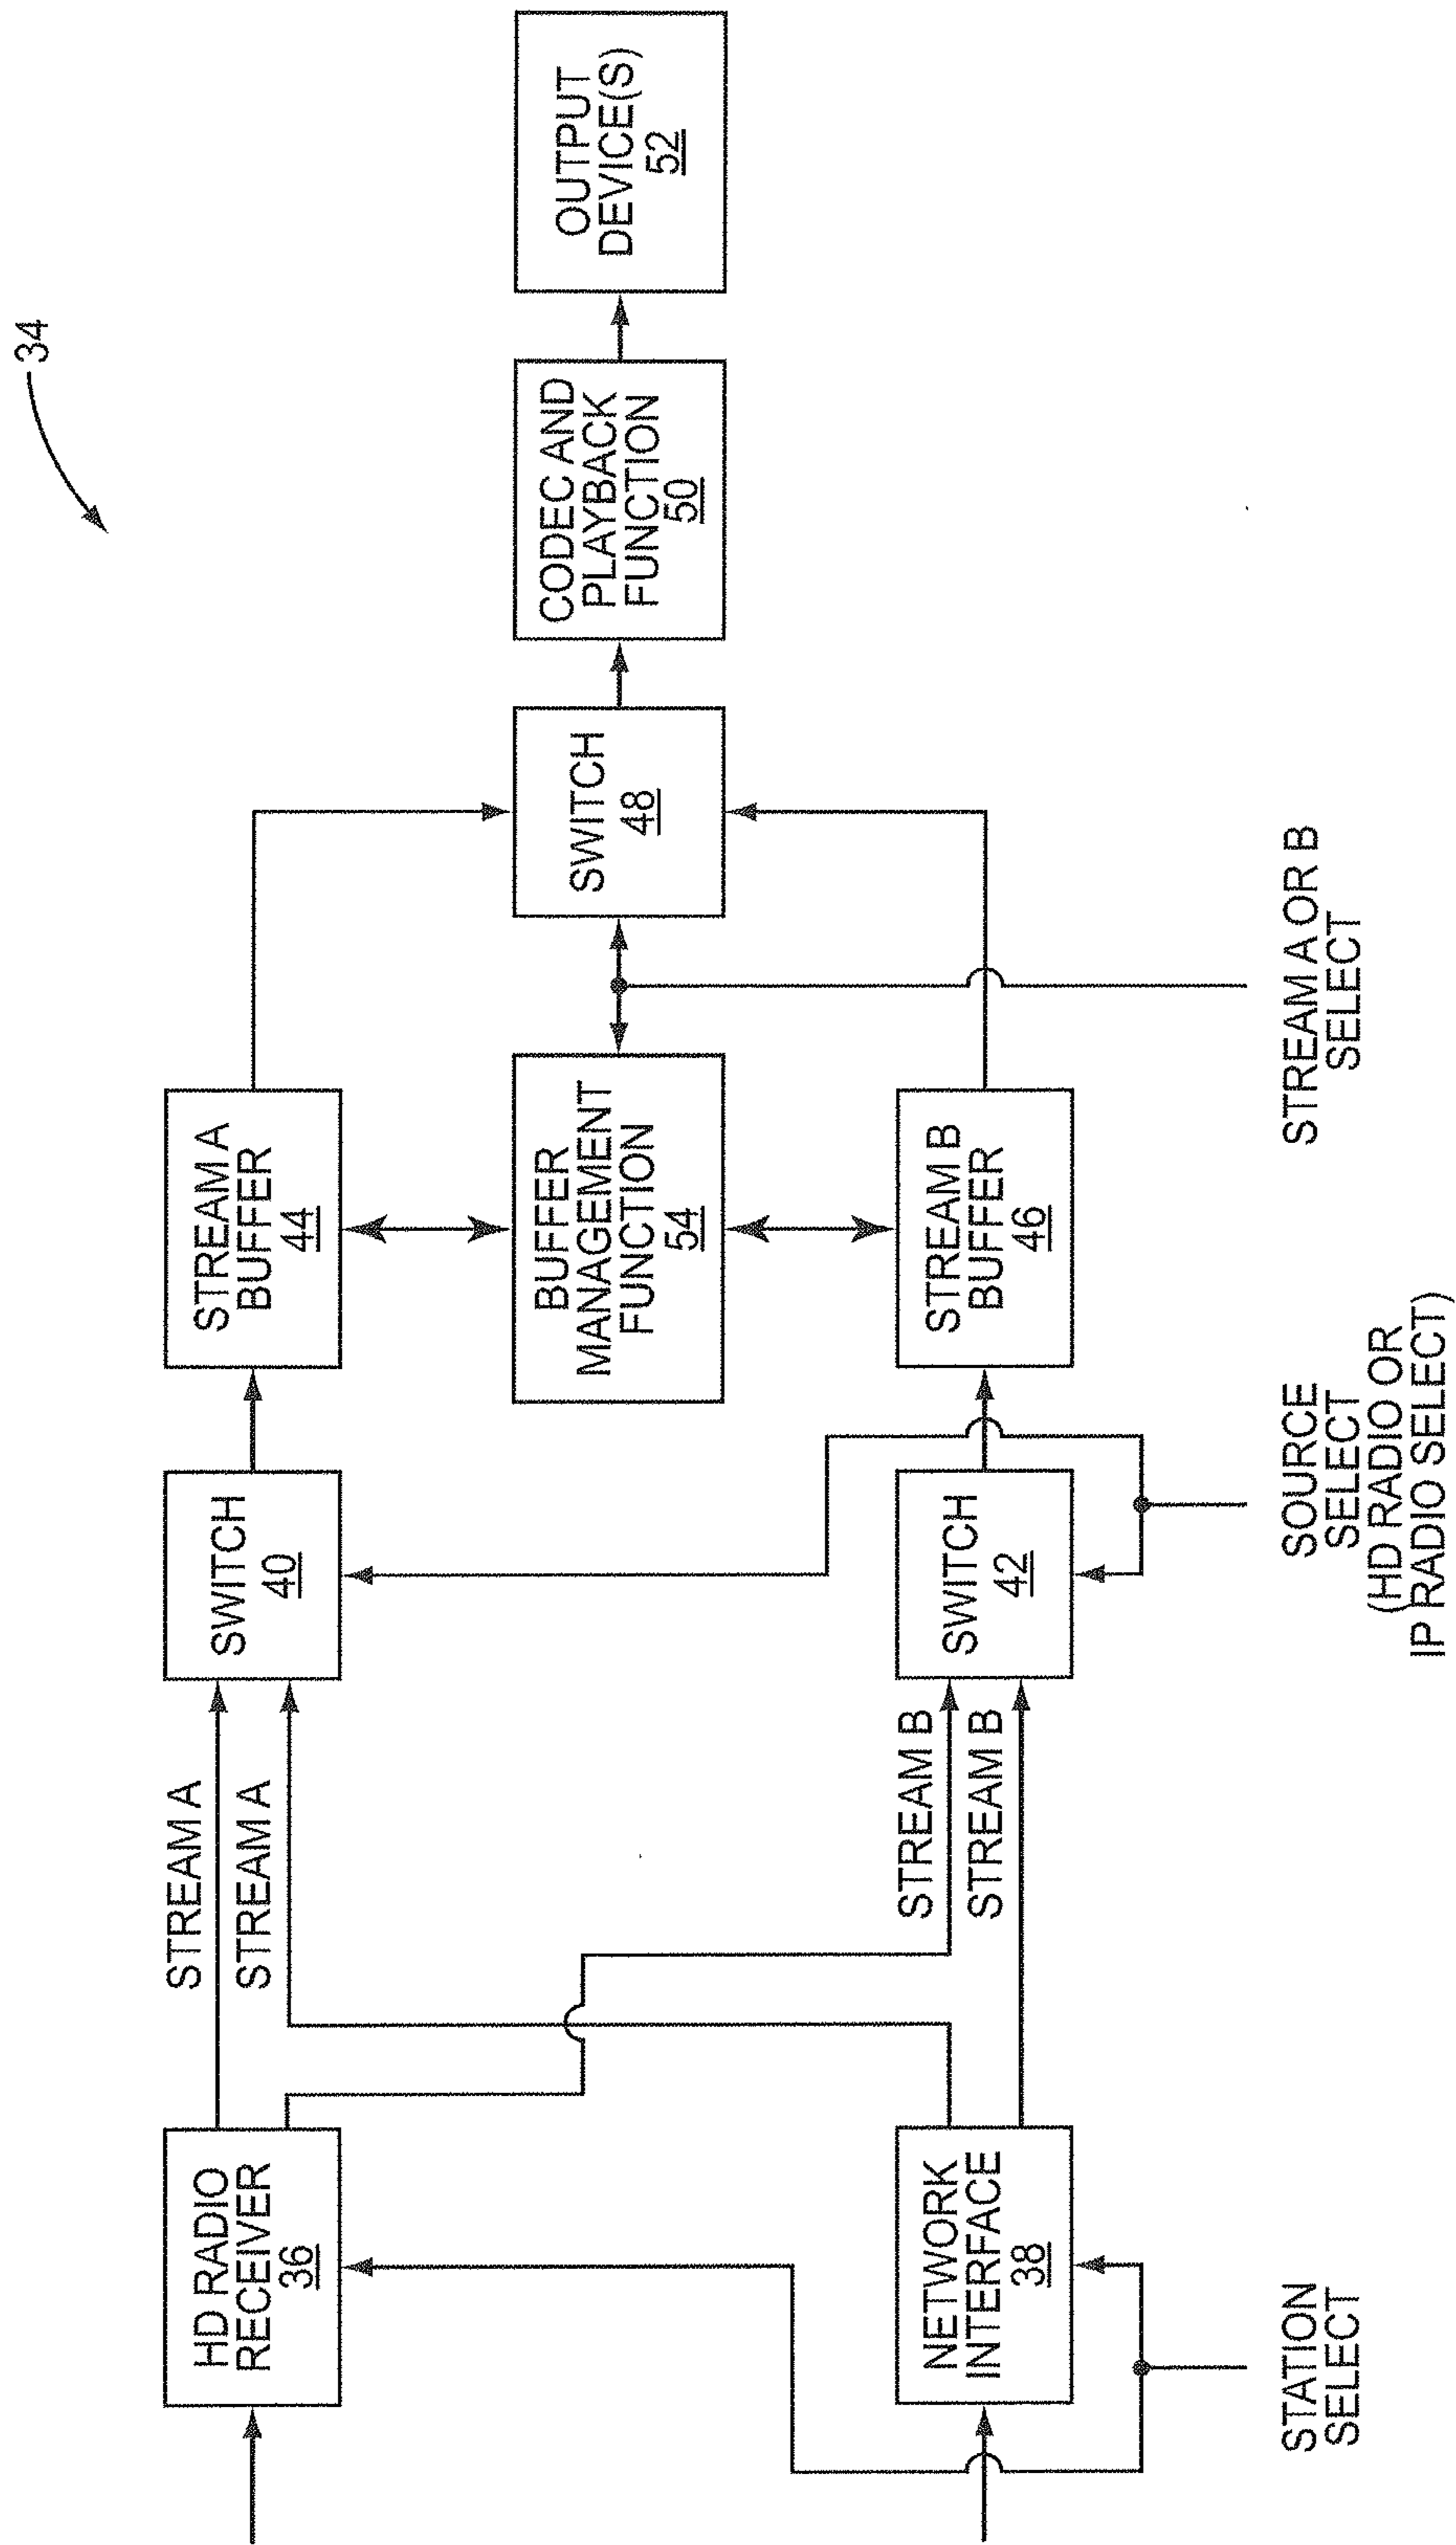 34
HD RADIO
RECEIVER
36
STREAM A
STREAM A
SWITCH
40
STREAM A
BUFFER
44
BUFFER
MANAGEMENT
FUNCTION
54
SWITCH
48
CODEC AND
PLAYBACK
FUNCTION
50
OUTPUT
DEVICE(S)
52
NETWORK
INTERFACE
38
STREAM B
STREAM B
SWITCH
42
STREAM B
BUFFER
46
STATION
SELECT
SOURCE
SELECT
(HD RADIO OR
IP RADIO SELECT)
STREAM A OR B
SELECT